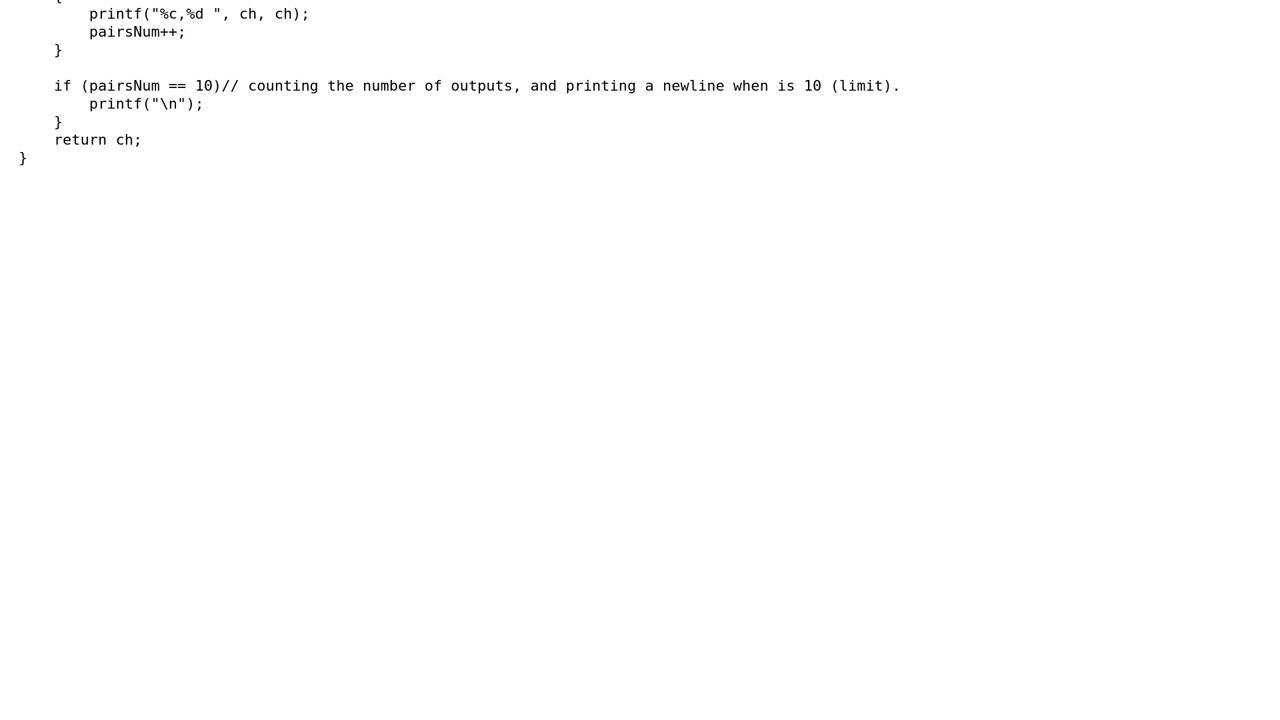 {
printf("%c,%d ", ch, ch);
pairsNum++;
}
if (pairsNum == 10)// counting the number of outputs, and printing a newline when is 10 (limit).
printf("\n");
}
return ch;
}